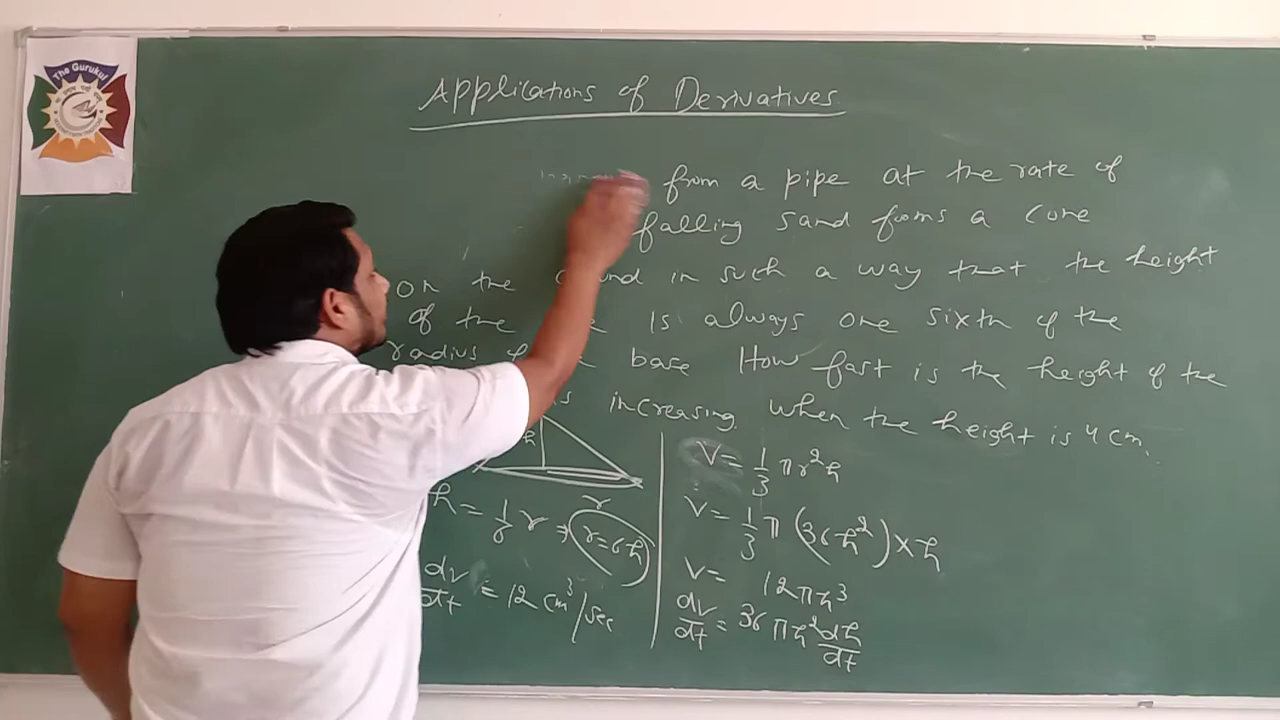 The Gurukul
Applications of Derivatives
from a pipe at the rate of
falling sand forms a cone
on the in such a way that the height
of the is always one sixth of the
radius base How fast is the height of the
increasing when the height is 4 cm.
h
r
h = 1/6 r ⇒ r = 6h
dv/dt = 12 cm³/sec
V = 1/3 πr²h
V = 1/3 π (36h²) × h
V = 12πh³
dv/dt = 36πh² dh/dt